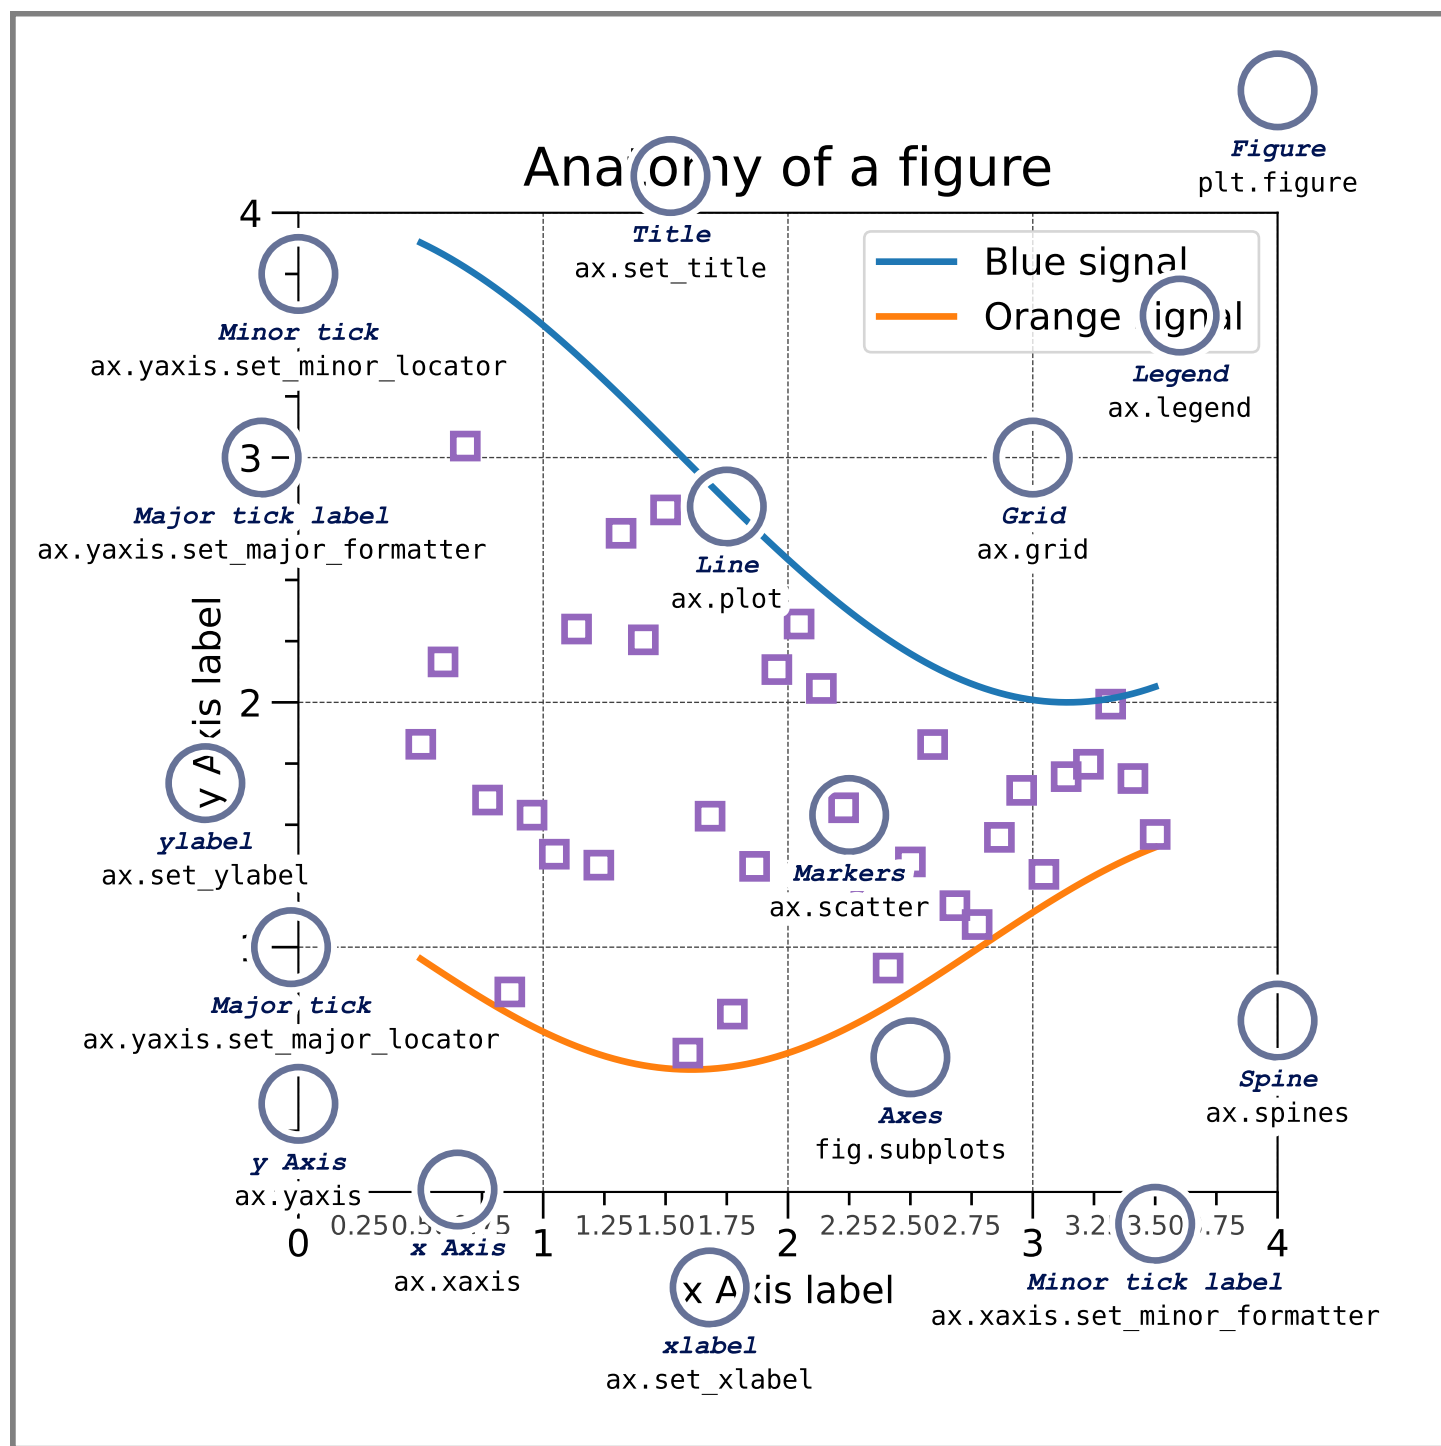 Figure
plt.figure
Anatomy of a figure
Title
ax.set_title
4
Blue signal
Orange signal
Legend
ax.legend
Minor tick
ax.yaxis.set_minor_locator
3
Major tick label
ax.yaxis.set_major_formatter
Grid
ax.grid
Line
ax.plot
y Axis label
2
ylabel
ax.set_ylabel
Markers
ax.scatter
Major tick
ax.yaxis.set_major_locator
Spine
ax.spines
Axes
fig.subplots
y Axis
ax.yaxis
0.25 1.25 1.50 1.75 2.25 2.50 2.75 3.50
0 1 2 3 4
x Axis
ax.xaxis
Minor tick label
ax.xaxis.set_minor_formatter
x Axis label
xlabel
ax.set_xlabel